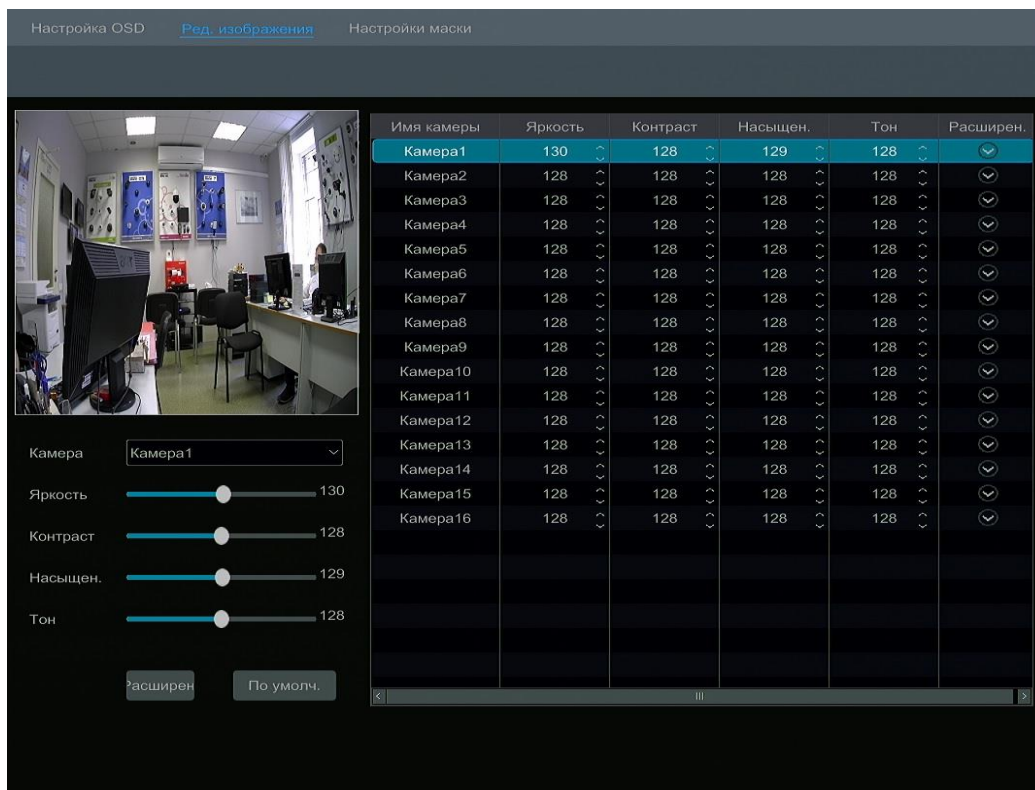 Настройка OSD Ред. изображения Настройки маски
Имя камеры Яркость Контраст Насыщен. Тон Расширен.
Камера1 130 128 129 128
Камера2 128 128 128 128
Камера3 128 128 128 128
Камера4 128 128 128 128
Камера5 128 128 128 128
Камера6 128 128 128 128
Камера7 128 128 128 128
Камера8 128 128 128 128
Камера9 128 128 128 128
Камера10 128 128 128 128
Камера11 128 128 128 128
Камера12 128 128 128 128
Камера13 128 128 128 128
Камера14 128 128 128 128
Камера15 128 128 128 128
Камера16 128 128 128 128
Камера Камера1
Яркость 130
Контраст 128
Насыщен. 129
Тон 128
Расширен По умолч.